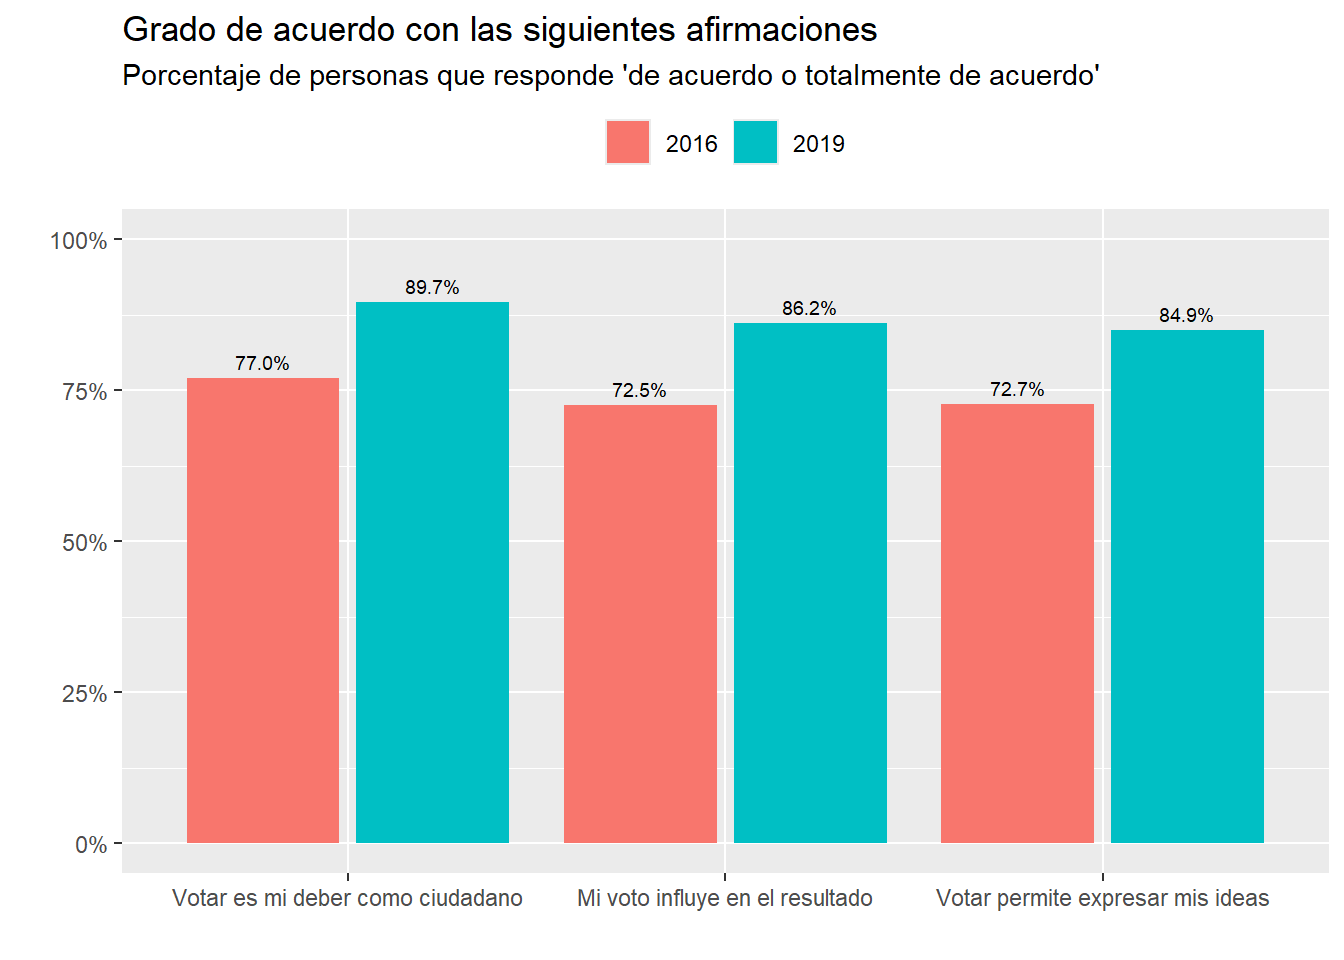 Grado de acuerdo con las siguientes afirmaciones
Porcentaje de personas que responde 'de acuerdo o totalmente de acuerdo'
2016 2019
100%
75%
50%
25%
0%
77.0%
89.7%
72.5%
86.2%
72.7%
84.9%
Votar es mi deber como ciudadano
Mi voto influye en el resultado
Votar permite expresar mis ideas